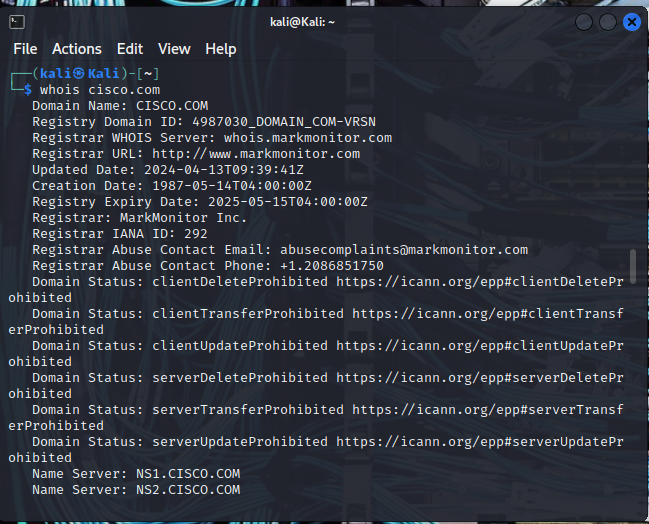 kali@Kali: ~
File Actions Edit View Help
┌──(kali㉿Kali)-[~]
└─$ whois cisco.com
Domain Name: CISCO.COM
Registry Domain ID: 4987030_DOMAIN_COM-VRSN
Registrar WHOIS Server: whois.markmonitor.com
Registrar URL: http://www.markmonitor.com
Updated Date: 2024-04-13T09:39:41Z
Creation Date: 1987-05-14T04:00:00Z
Registry Expiry Date: 2025-05-15T04:00:00Z
Registrar: MarkMonitor Inc.
Registrar IANA ID: 292
Registrar Abuse Contact Email: abusecomplaints@markmonitor.com
Registrar Abuse Contact Phone: +1.2086851750
Domain Status: clientDeleteProhibited https://icann.org/epp#clientDeletePr
ohibited
Domain Status: clientTransferProhibited https://icann.org/epp#clientTransf
erProhibited
Domain Status: clientUpdateProhibited https://icann.org/epp#clientUpdatePr
ohibited
Domain Status: serverDeleteProhibited https://icann.org/epp#serverDeletePr
ohibited
Domain Status: serverTransferProhibited https://icann.org/epp#serverTransf
erProhibited
Domain Status: serverUpdateProhibited https://icann.org/epp#serverUpdatePr
ohibited
Name Server: NS1.CISCO.COM
Name Server: NS2.CISCO.COM